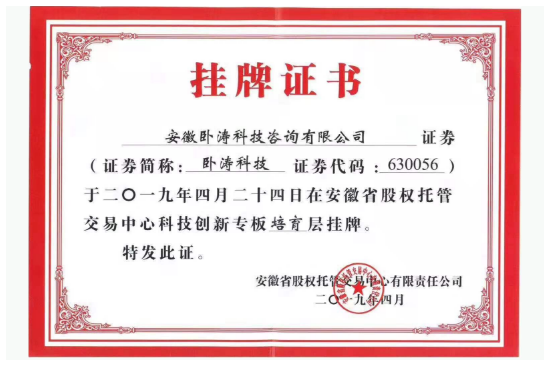 挂牌证书
安徽卧涛科技咨询有限公司 证券
（证券简称：卧涛科技 证券代码：630056）
于二〇一九年四月二十四日在安徽省股权托管
交易中心科技创新专板培育层挂牌。
特发此证。
安徽省股权托管交易中心有限责任公司
二〇一九年四月